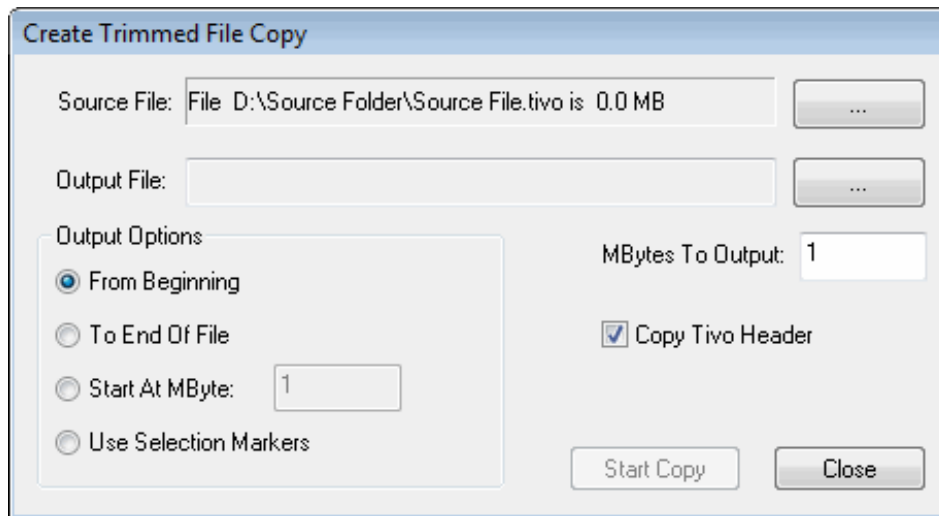 Create Trimmed File Copy
Source File: File D:\Source Folder\Source File.tivo is 0.0 MB ...
Output File: ...
Output Options
MBytes To Output: 1
From Beginning
To End Of File
Copy Tivo Header
Start At MByte: 1
Use Selection Markers
Start Copy Close